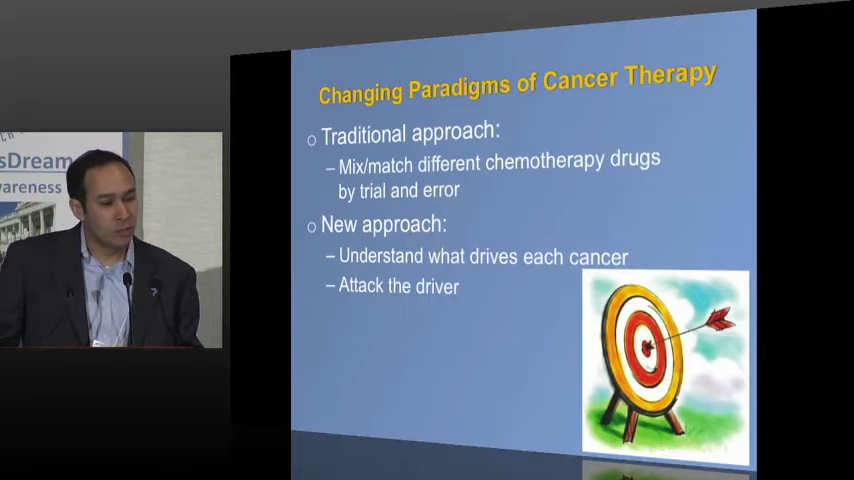 sDream
wareness
Changing Paradigms of Cancer Therapy
Traditional approach:
– Mix/match different chemotherapy drugs
by trial and error
New approach:
– Understand what drives each cancer
– Attack the driver